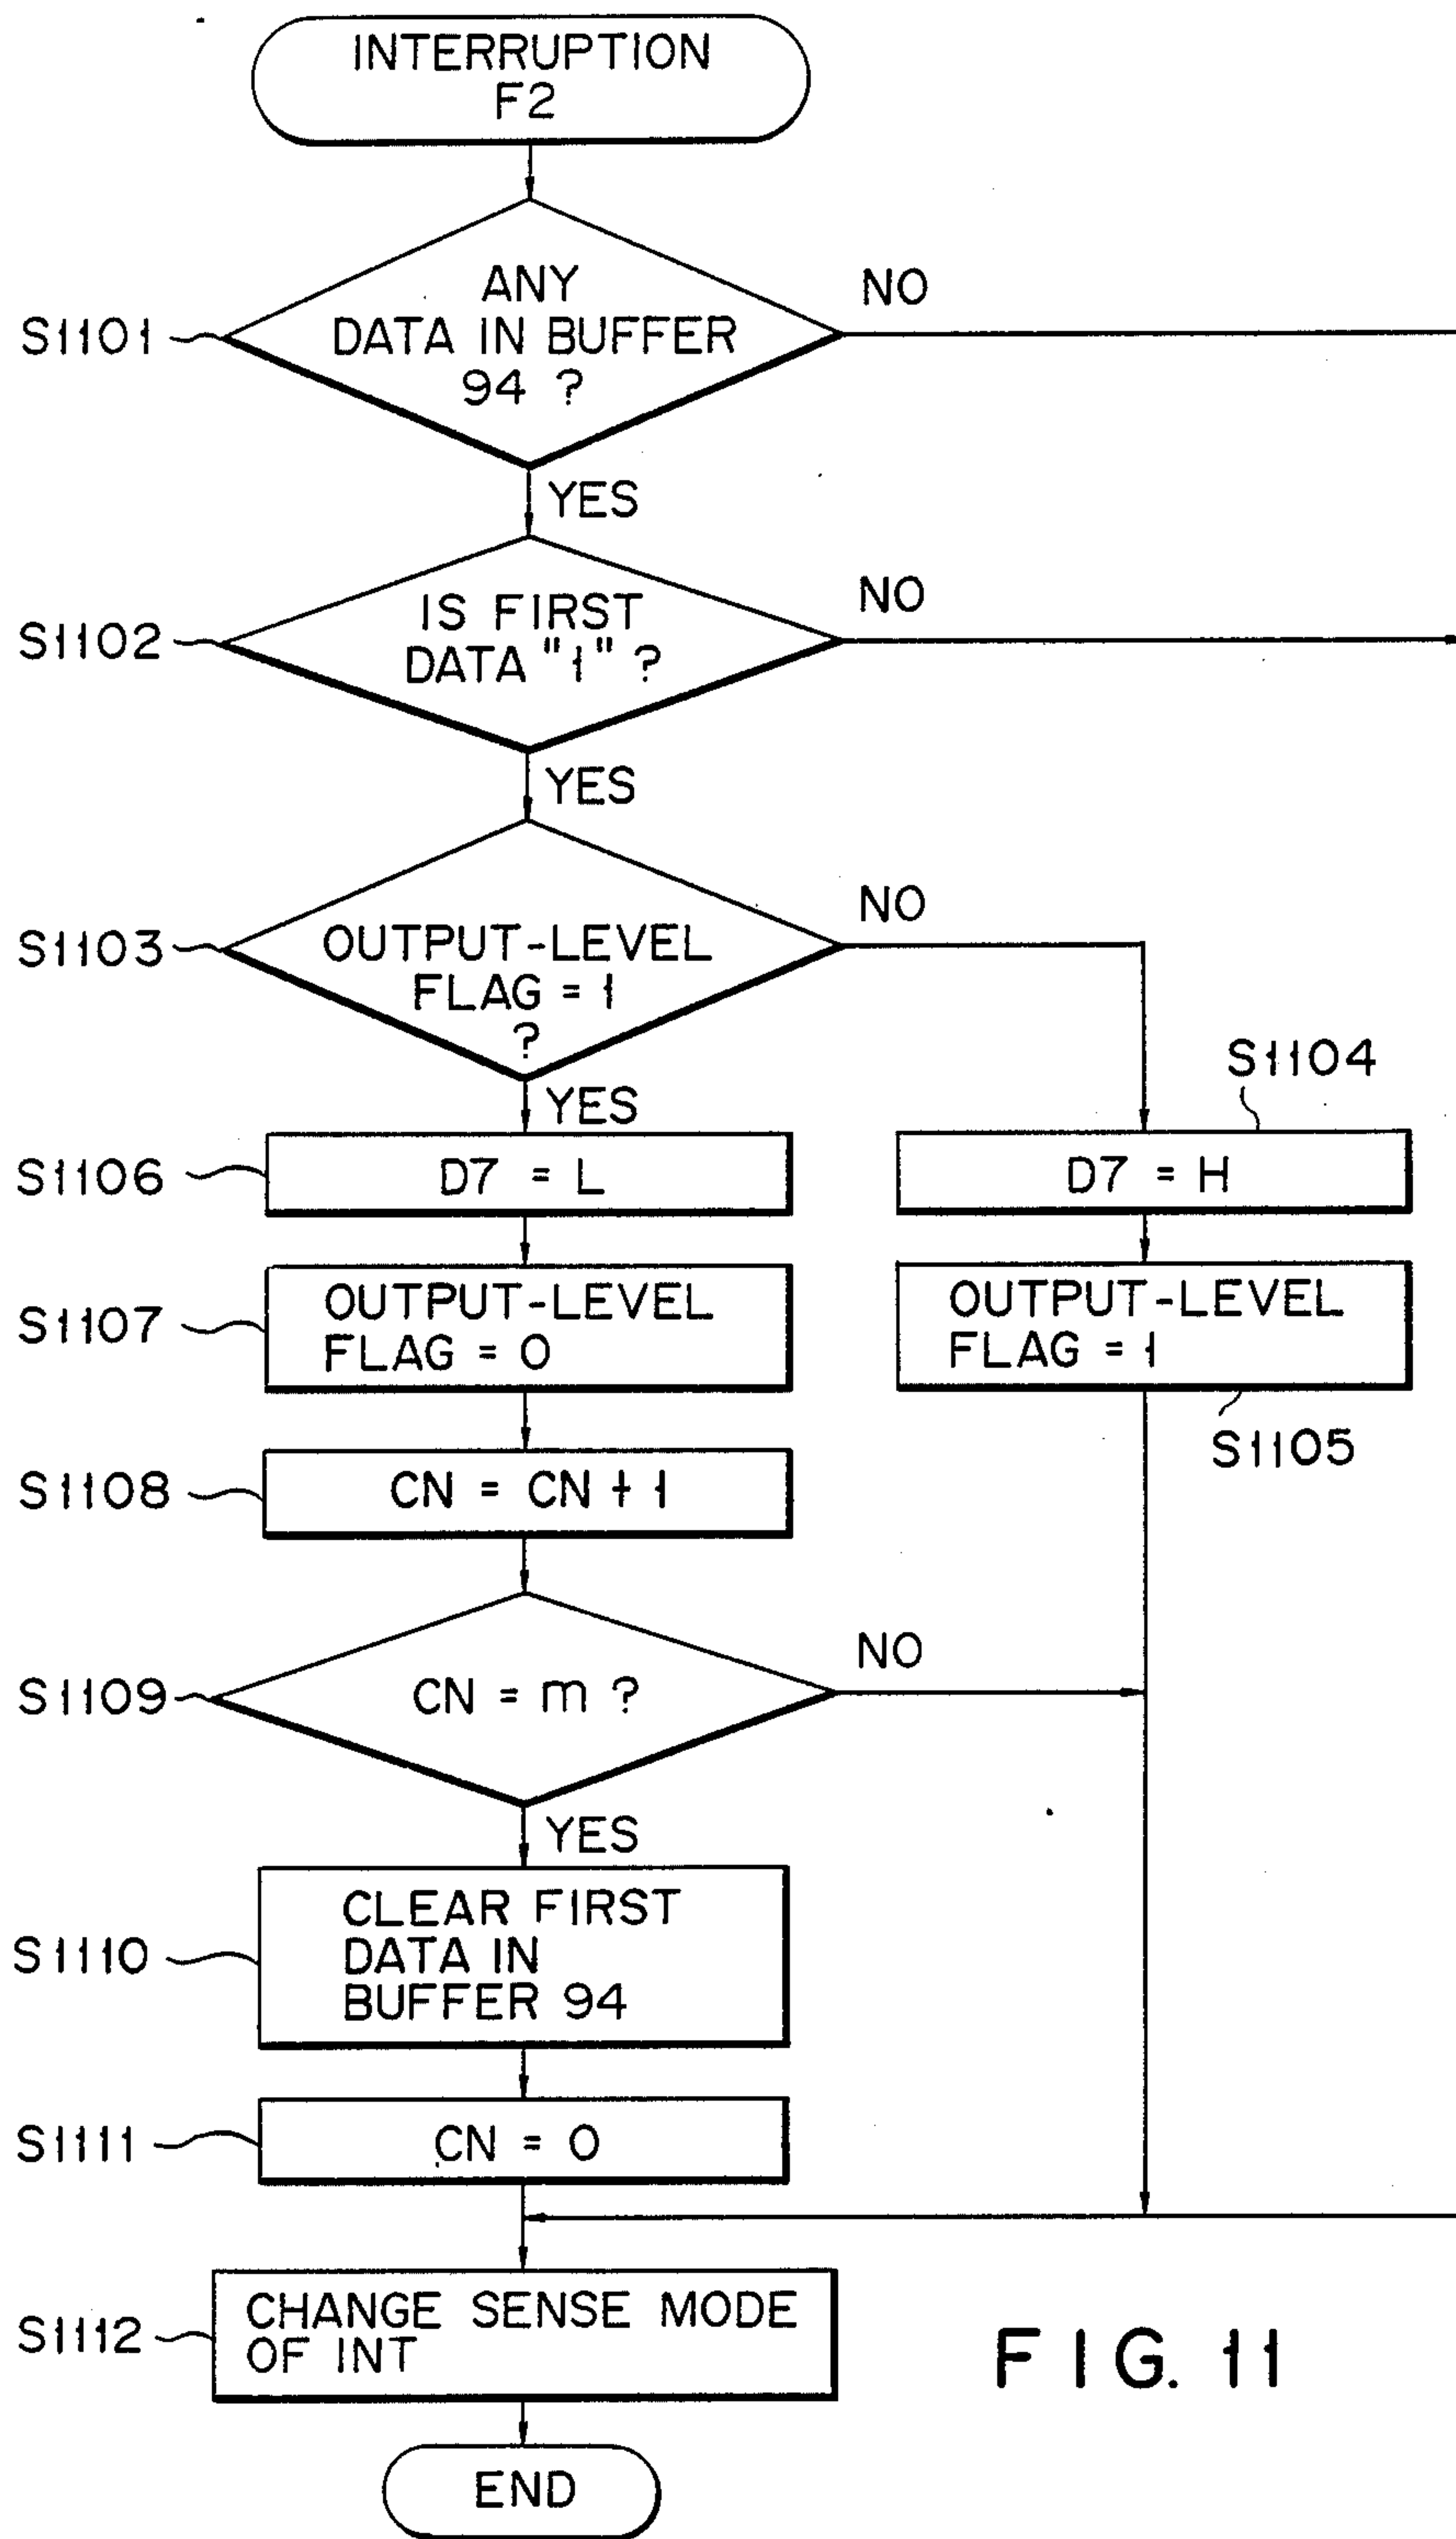 INTERRUPTION
F2
S1101
ANY
DATA IN BUFFER
94 ?
NO
YES
S1102
IS FIRST
DATA "1" ?
NO
YES
S1103
OUTPUT-LEVEL
FLAG = 1
?
NO
YES
S1104
S1106
D7 = L
D7 = H
S1107
OUTPUT-LEVEL
FLAG = 0
OUTPUT-LEVEL
FLAG = 1
S1105
S1108
CN = CN + 1
S1109
CN = m ?
NO
YES
S1110
CLEAR FIRST
DATA IN
BUFFER 94
S1111
CN = 0
S1112
CHANGE SENSE MODE
OF INT
FIG. 11
END